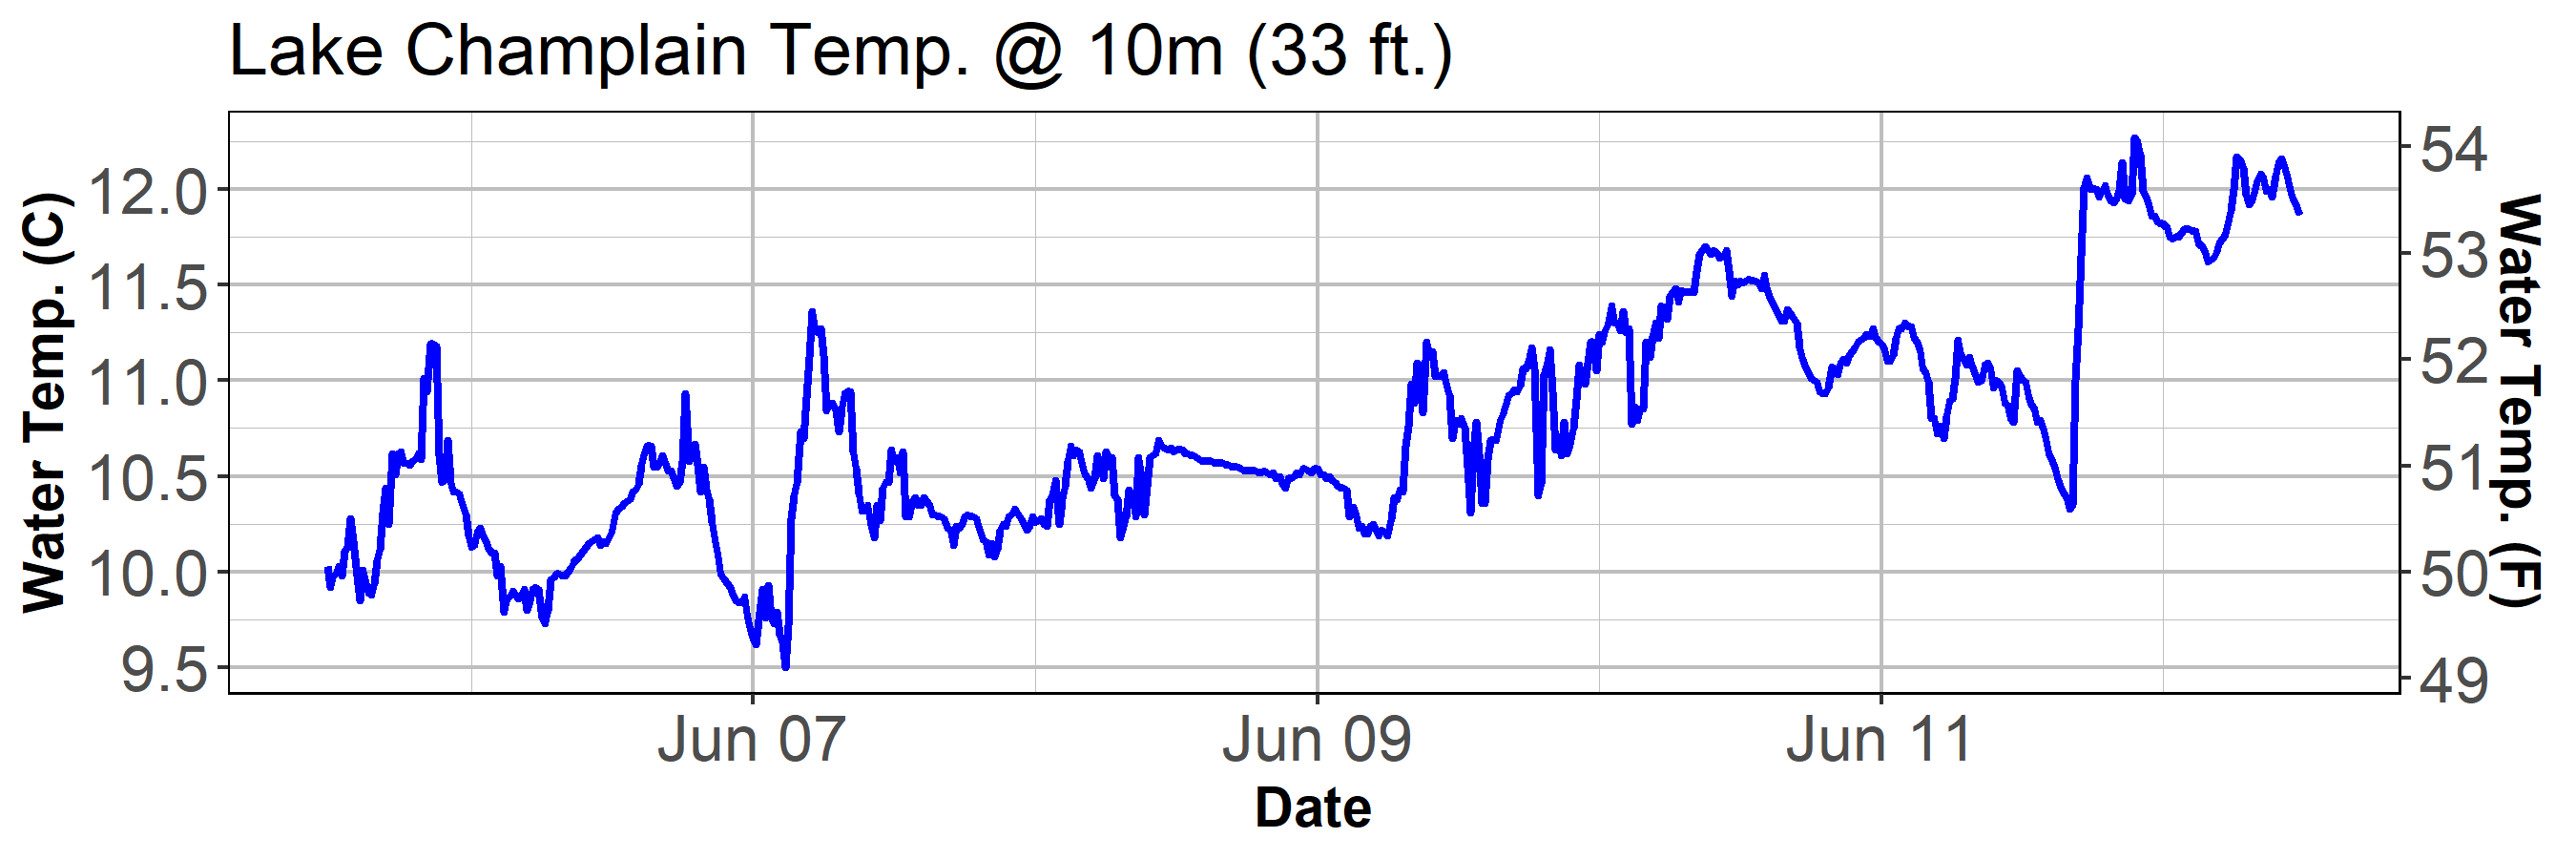 Lake Champlain Temp. @ 10m (33 ft.)
Water Temp. (C)
12.0
11.5
11.0
10.5
10.0
9.5
54
53
52
51
50
49
Water Temp. (F)
Jun 07
Jun 09
Jun 11
Date